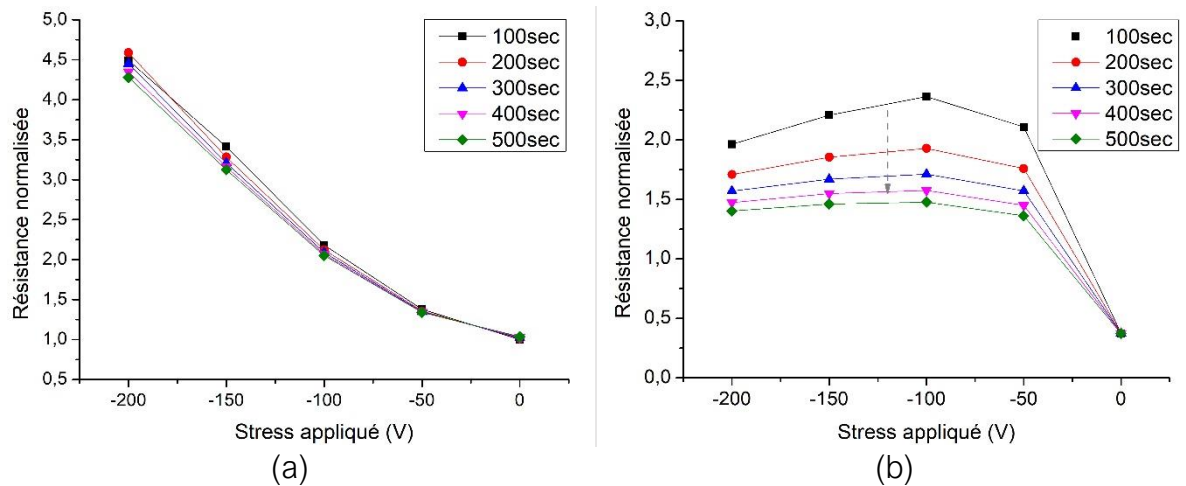 5,0
4,5
4,0
3,5
3,0
2,5
2,0
1,5
1,0
0,5
Résistance normalisée
100sec
200sec
300sec
400sec
500sec
-200 -150 -100 -50 0
Stress appliqué (V)
(a)
3,0
2,5
2,0
1,5
1,0
0,5
0,0
Résistance normalisée
100sec
200sec
300sec
400sec
500sec
-200 -150 -100 -50 0
Stress appliqué (V)
(b)